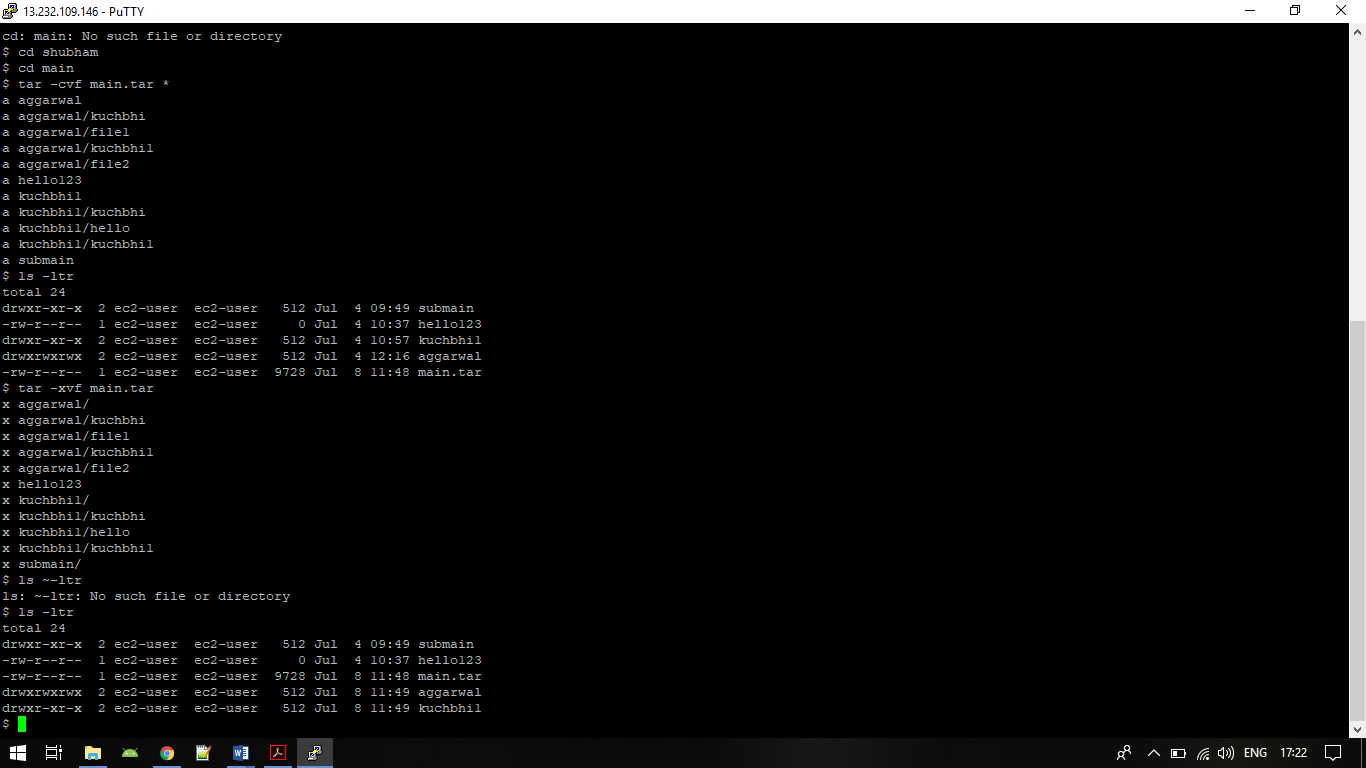 13.232.109.146 - PuTTY
cd: main: No such file or directory
$ cd shubham
$ cd main
$ tar -cvf main.tar *
a aggarwal
a aggarwal/kuchbhi
a aggarwal/file1
a aggarwal/kuchbhi1
a aggarwal/file2
a hello123
a kuchbhi1
a kuchbhi1/kuchbhi
a kuchbhi1/hello
a kuchbhi1/kuchbhi1
a submain
$ ls -ltr
total 24
drwxr-xr-x  2 ec2-user  ec2-user   512 Jul  4 09:49 submain
-rw-r--r--  1 ec2-user  ec2-user     0 Jul  4 10:37 hello123
drwxr-xr-x  2 ec2-user  ec2-user   512 Jul  4 10:57 kuchbhi1
drwxrwxrwx  2 ec2-user  ec2-user   512 Jul  4 12:16 aggarwal
-rw-r--r--  1 ec2-user  ec2-user  9728 Jul  8 11:48 main.tar
$ tar -xvf main.tar
x aggarwal/
x aggarwal/kuchbhi
x aggarwal/file1
x aggarwal/kuchbhi1
x aggarwal/file2
x hello123
x kuchbhi1/
x kuchbhi1/kuchbhi
x kuchbhi1/hello
x kuchbhi1/kuchbhi1
x submain/
$ ls ~-ltr
ls: ~-ltr: No such file or directory
$ ls -ltr
total 24
drwxr-xr-x  2 ec2-user  ec2-user   512 Jul  4 09:49 submain
-rw-r--r--  1 ec2-user  ec2-user     0 Jul  4 10:37 hello123
-rw-r--r--  1 ec2-user  ec2-user  9728 Jul  8 11:48 main.tar
drwxrwxrwx  2 ec2-user  ec2-user   512 Jul  8 11:49 aggarwal
drwxr-xr-x  2 ec2-user  ec2-user   512 Jul  8 11:49 kuchbhi1
$
ENG 17:22